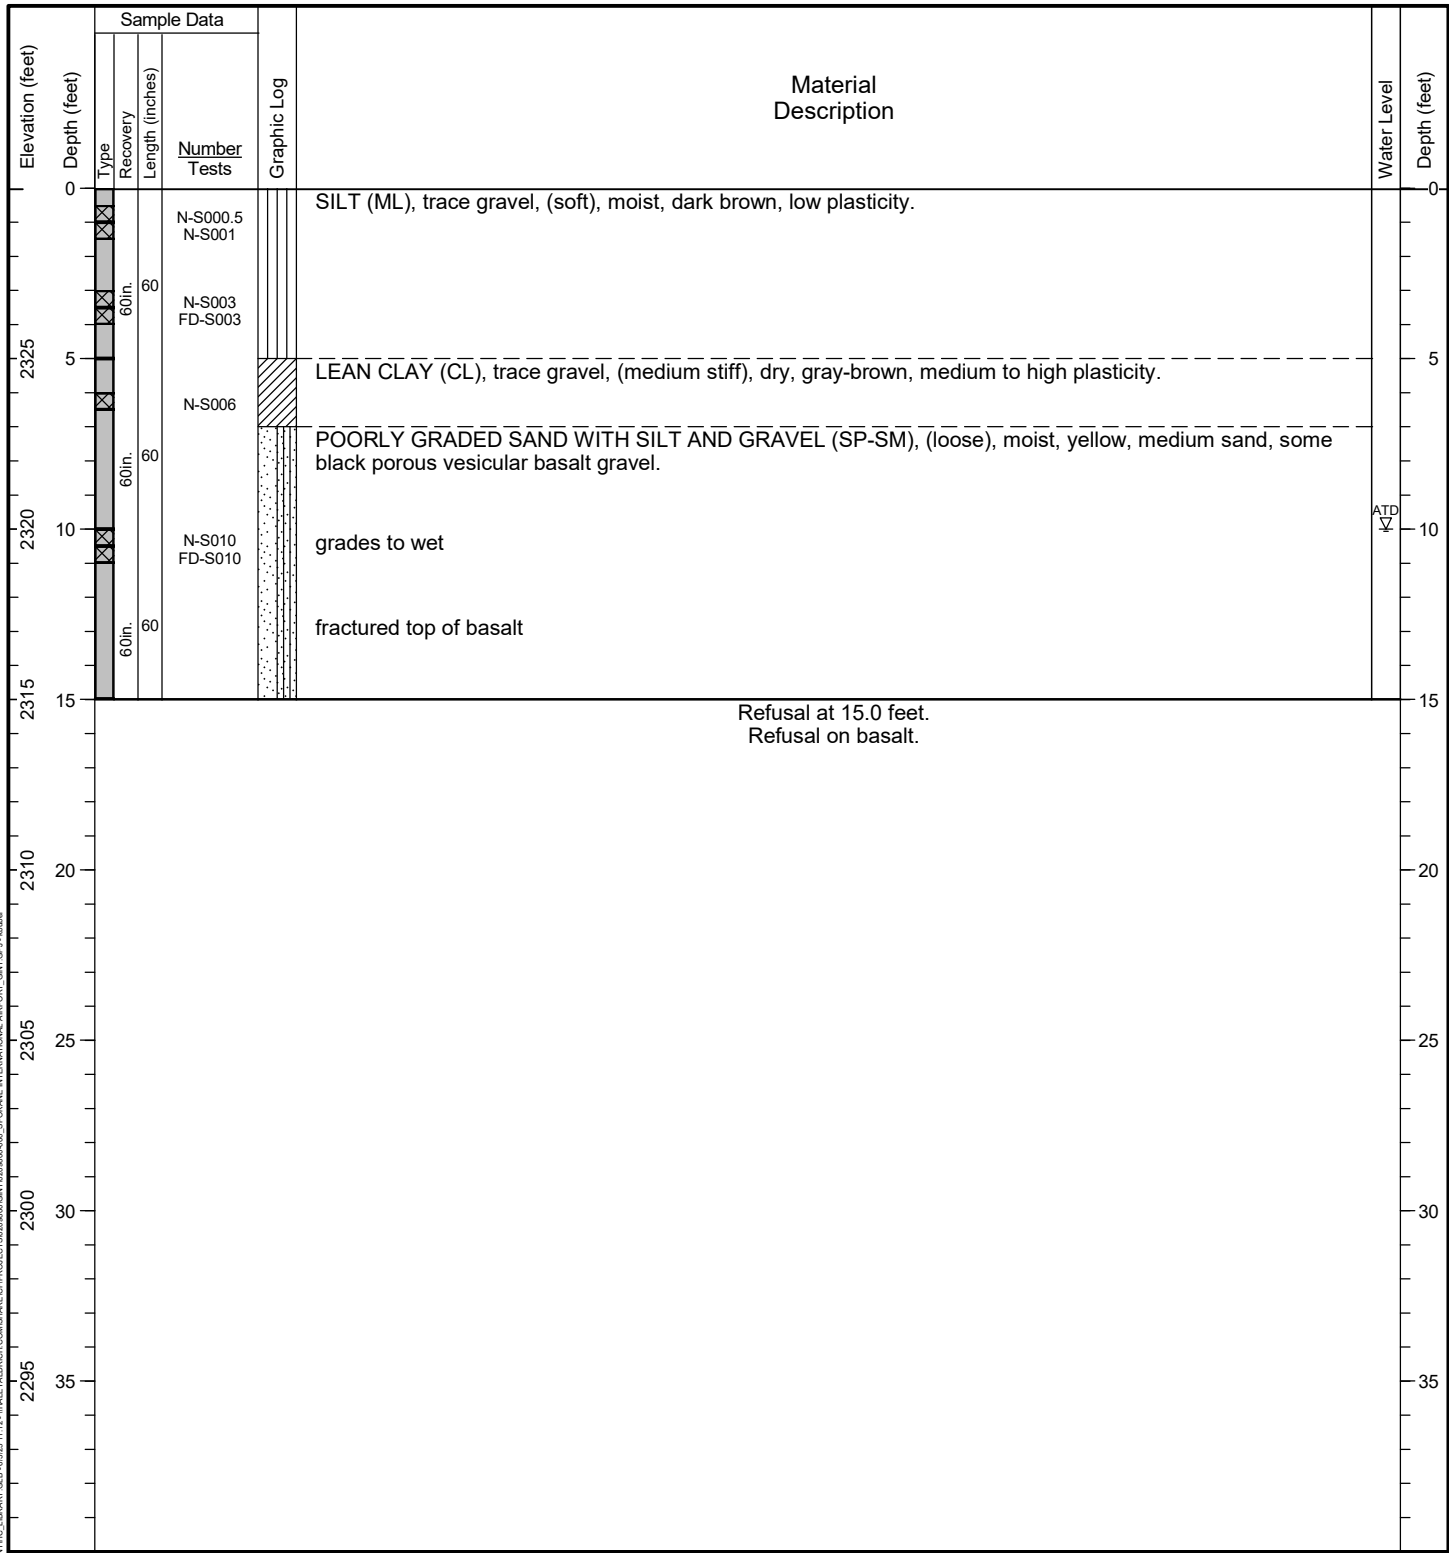 Sample Data
Elevation (feet)
Depth (feet)
Type
Recovery
Length (inches)
Number
Tests
Graphic Log
Material
Description
Water Level
Depth (feet)
0
SILT (ML), trace gravel, (soft), moist, dark brown, low plasticity.
0
N-S000.5
N-S001
60in.
60
N-S003
FD-S003
2325
5
5
LEAN CLAY (CL), trace gravel, (medium stiff), dry, gray-brown, medium to high plasticity.
N-S006
POORLY GRADED SAND WITH SILT AND GRAVEL (SP-SM), (loose), moist, yellow, medium sand, some
black porous vesicular basalt gravel.
60in.
60
ATD
2320
10
10
N-S010
FD-S010
grades to wet
60in.
60
fractured top of basalt
2315
15
15
Refusal at 15.0 feet.
Refusal on basalt.
2310
20
20
2305
25
25
2300
30
30
2295
35
35